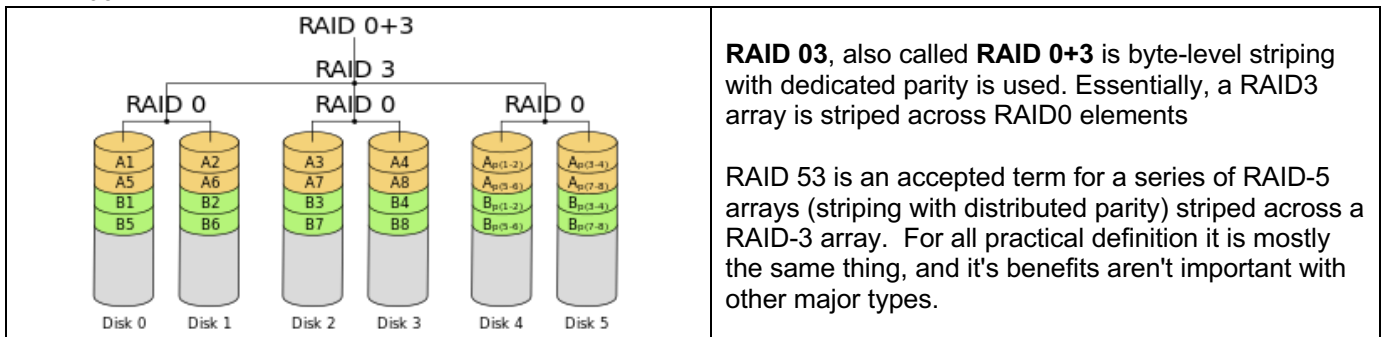 RAID 0+3
RAID 3
RAID 0 RAID 0 RAID 0
A1 A2 A3 A4 Ap(1-2) Ap(3-4)
A5 A6 A7 A8 Ap(5-6) Ap(7-8)
B1 B2 B3 B4 Bp(1-2) Bp(3-4)
B5 B6 B7 B8 Bp(5-6) Bp(7-8)
Disk 0 Disk 1 Disk 2 Disk 3 Disk 4 Disk 5
RAID 03, also called RAID 0+3 is byte-level striping
with dedicated parity is used. Essentially, a RAID3
array is striped across RAID0 elements
RAID 53 is an accepted term for a series of RAID-5
arrays (striping with distributed parity) striped across a
RAID-3 array. For all practical definition it is mostly
the same thing, and it's benefits aren't important with
other major types.